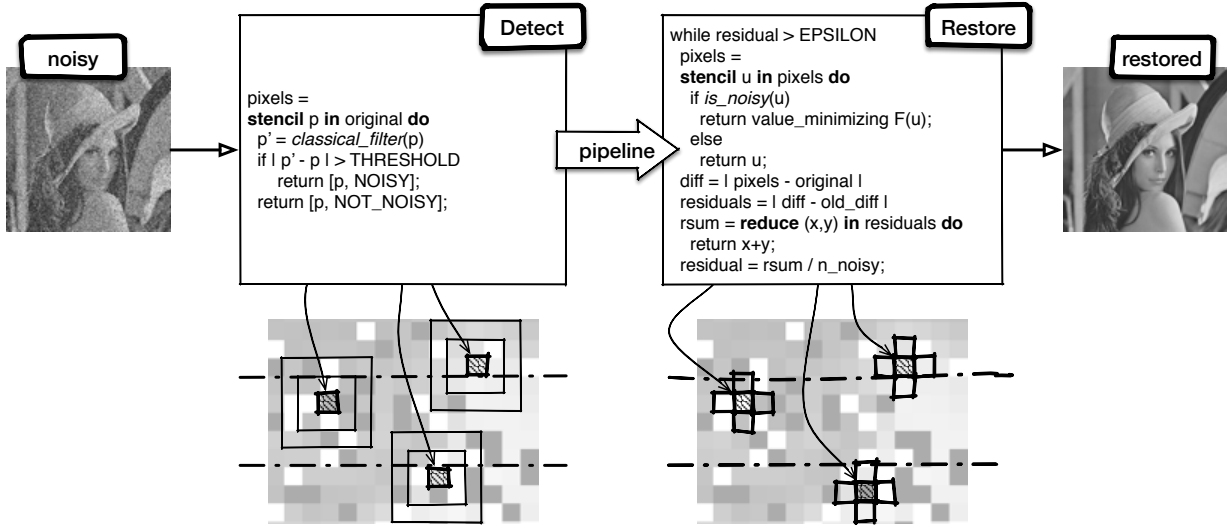 noisy
Detect
pixels =
stencil p in original do
p' = classical_filter(p)
if | p' - p | > THRESHOLD
return [p, NOISY];
return [p, NOT_NOISY];
pipeline
Restore
while residual > EPSILON
pixels =
stencil u in pixels do
if is_noisy(u)
return value_minimizing F(u);
else
return u;
diff = | pixels - original |
residuals = | diff - old_diff |
rsum = reduce (x,y) in residuals do
return x+y;
residual = rsum / n_noisy;
restored